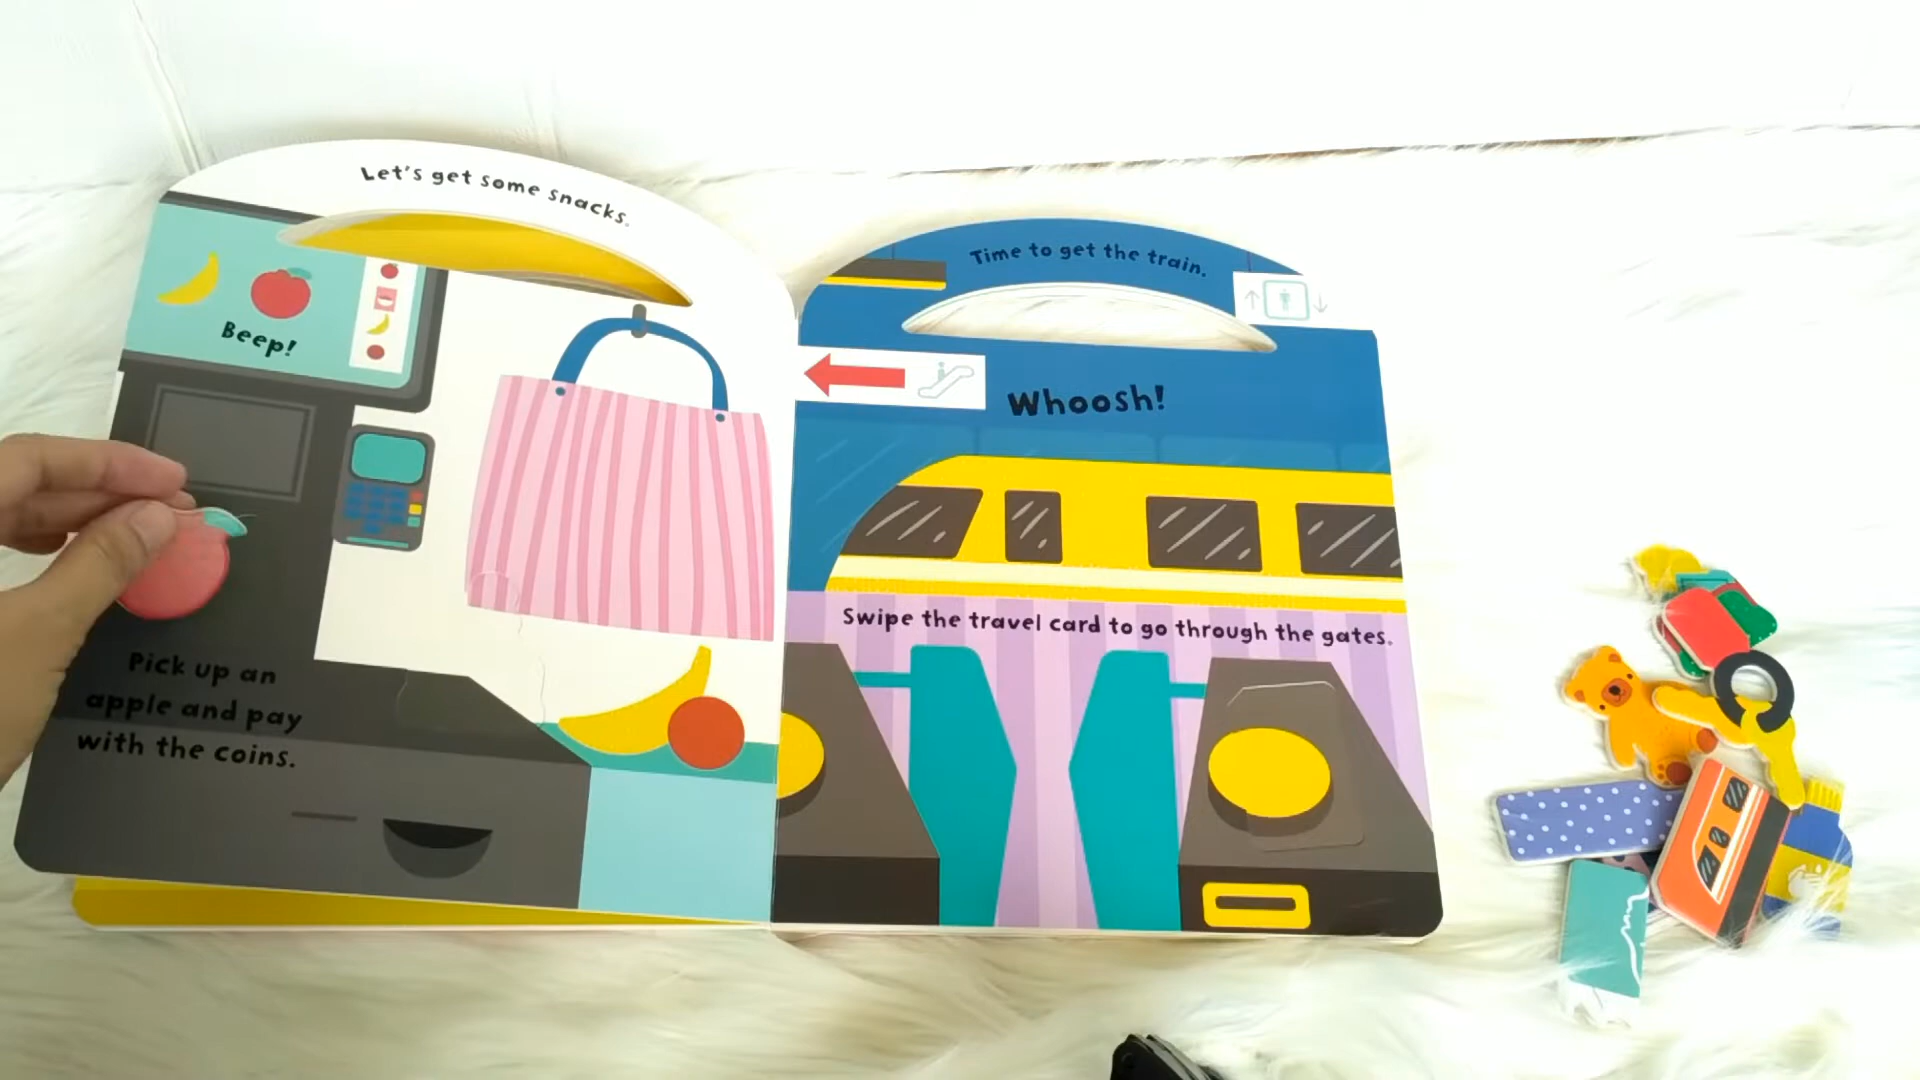 Let's get some snacks.
Beep!
Pick up an
apple and pay
with the coins.
Time to get the train.
Whoosh!
Swipe the travel card to go through the gates.